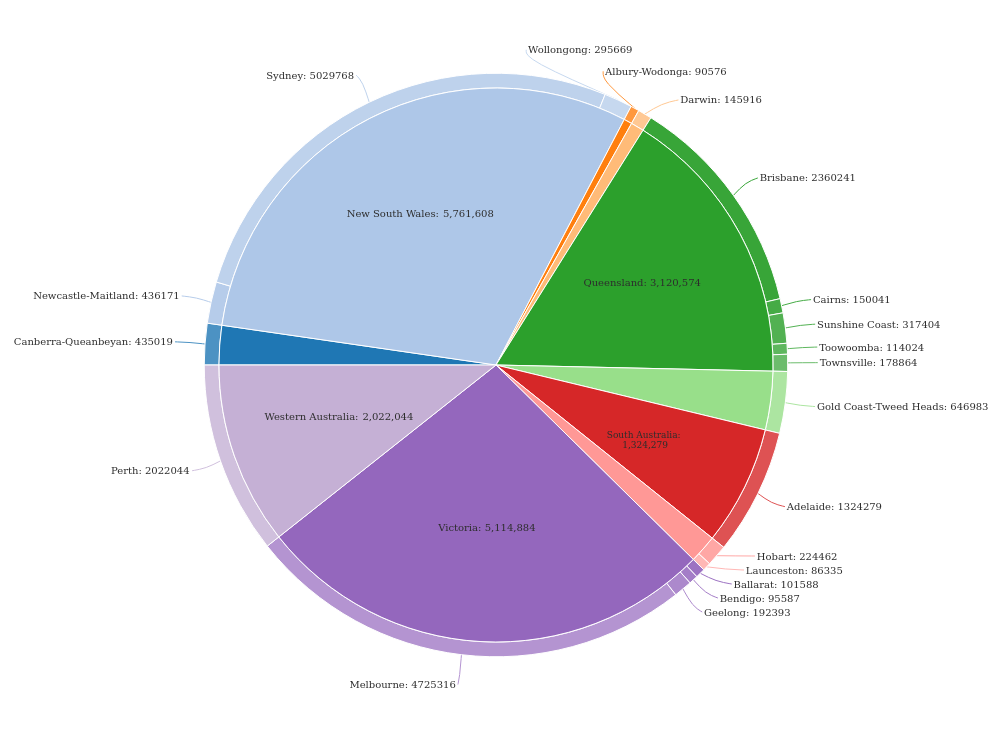 Wollongong: 295669
Albury-Wodonga: 90576
Sydney: 5029768
Darwin: 145916
Brisbane: 2360241
New South Wales: 5,761,608
Queensland: 3,120,574
Newcastle-Maitland: 436171
Cairns: 150041
Sunshine Coast: 317404
Canberra-Queanbeyan: 435019
Toowoomba: 114024
Townsville: 178864
Gold Coast-Tweed Heads: 646983
Western Australia: 2,022,044
South Australia:
1,324,279
Perth: 2022044
Adelaide: 1324279
Victoria: 5,114,884
Hobart: 224462
Launceston: 86335
Ballarat: 101588
Bendigo: 95587
Geelong: 192393
Melbourne: 4725316